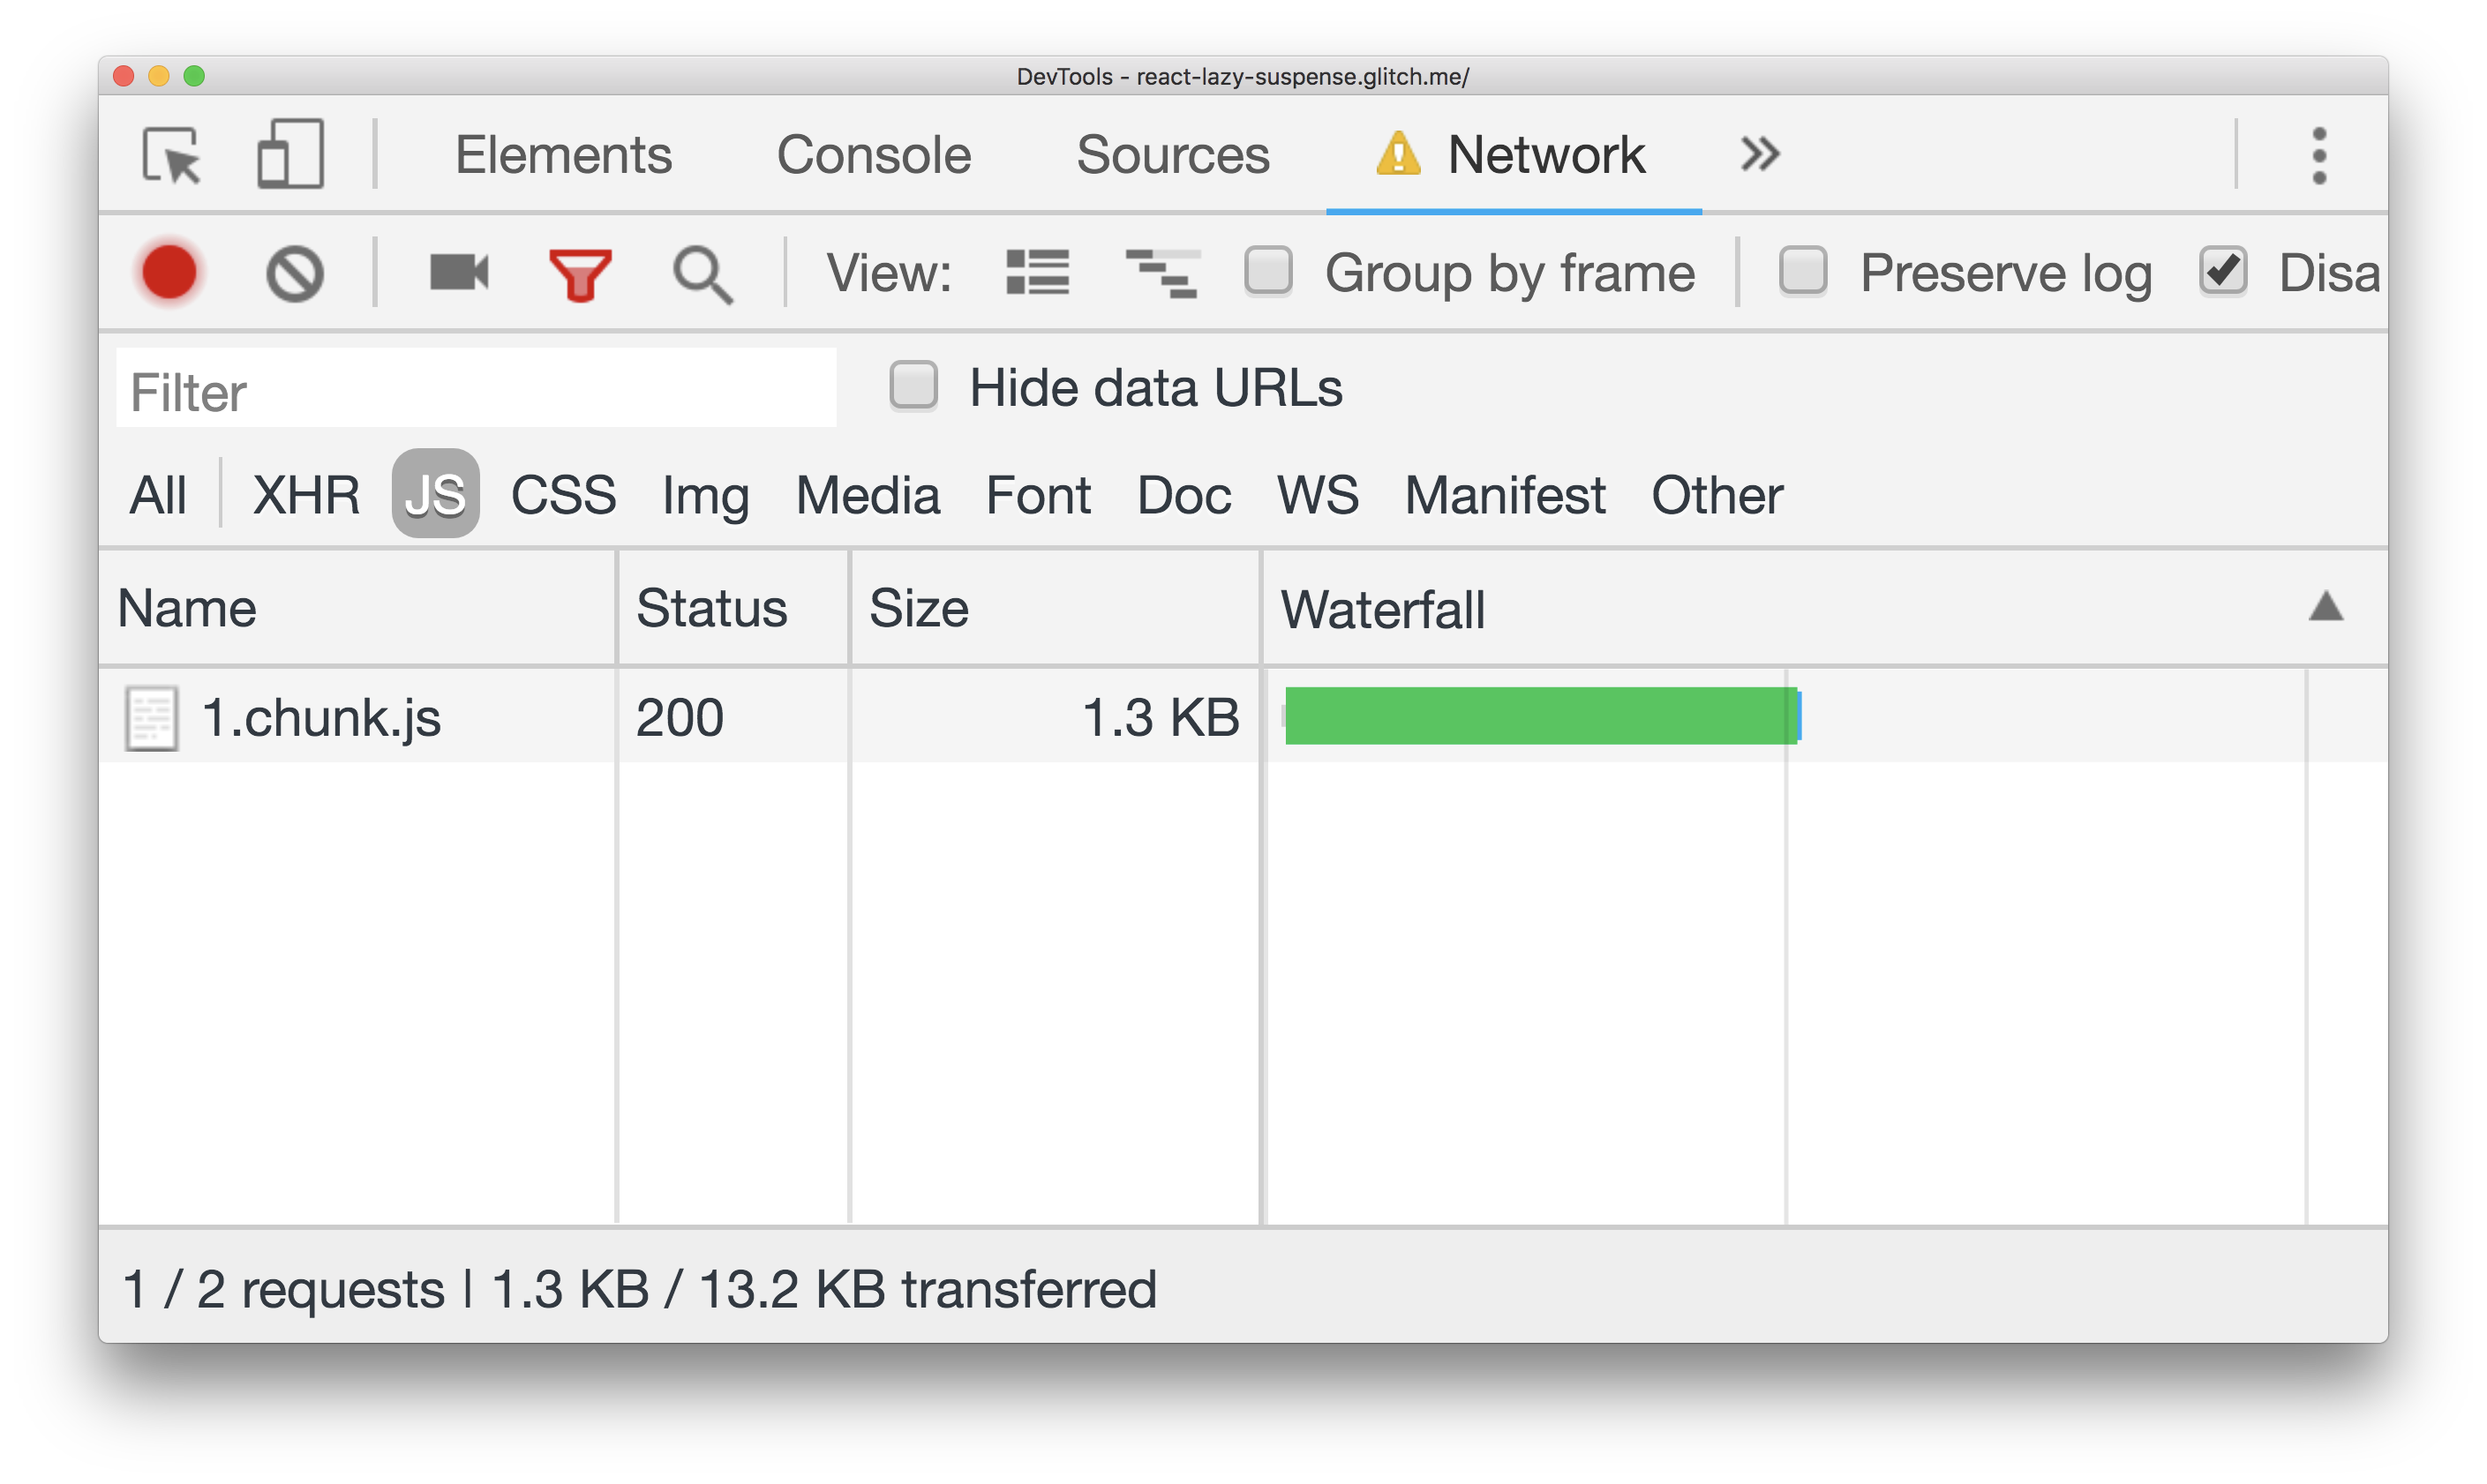 DevTools - react-lazy-suspense.glitch.me/
Elements Console Sources Network
View: Group by frame Preserve log Disa
Filter Hide data URLs
All XHR JS CSS Img Media Font Doc WS Manifest Other
Name Status Size Waterfall
1.chunk.js 200 1.3 KB
1 / 2 requests | 1.3 KB / 13.2 KB transferred